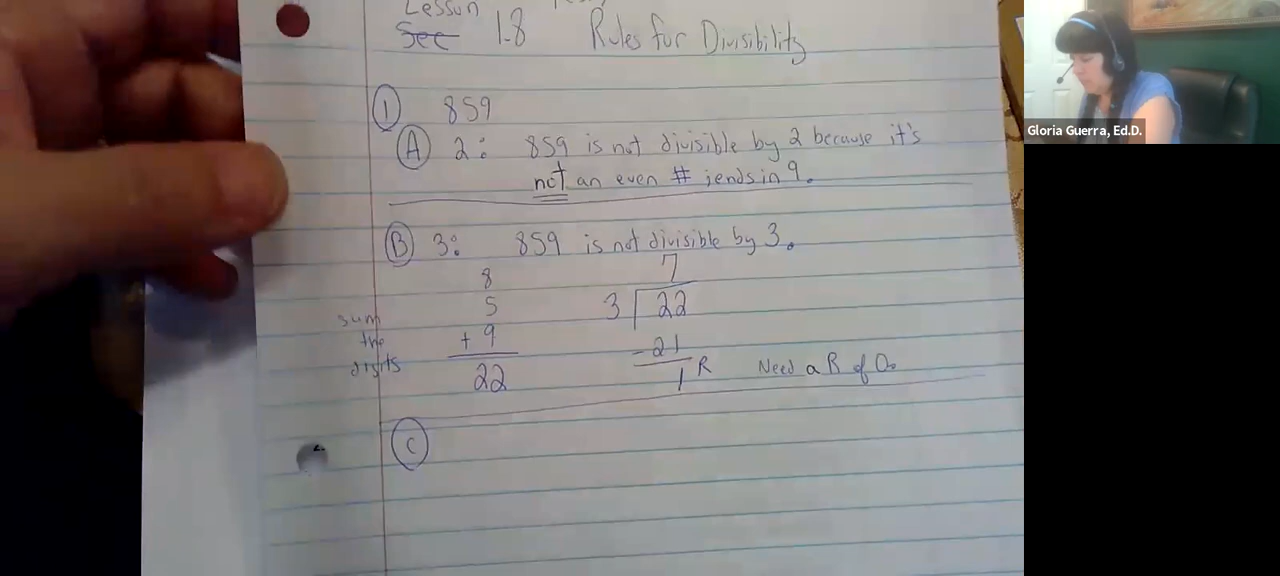 Lesson
See 1.8 Rules for Divisibility
① 859
Ⓐ 2: 859 is not divisible by 2 because it's
not an even # ; ends in 9.
Ⓑ 3: 859 is not divisible by 3.
8
5
+ 9
22
sum
the
digits
7
3 22
-21
1 R Need a R of 0.
Ⓒ
Gloria Guerra, Ed.D.